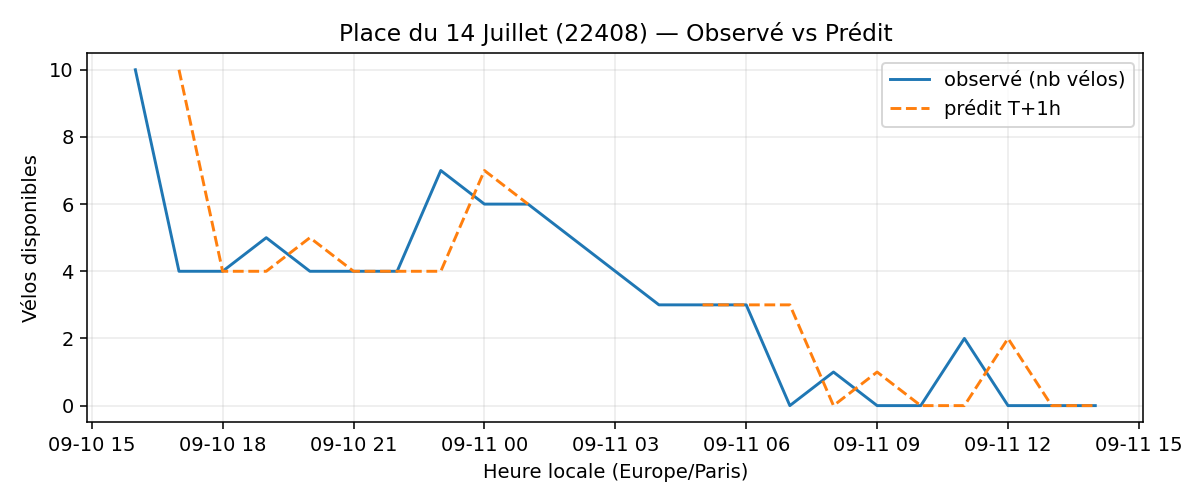 Place du 14 Juillet (22408) — Observé vs Prédit
observé (nb vélos)
prédit T+1h
Vélos disponibles
10
8
6
4
2
0
09-10 15 09-10 18 09-10 21 09-11 00 09-11 03 09-11 06 09-11 09 09-11 12 09-11 15
Heure locale (Europe/Paris)